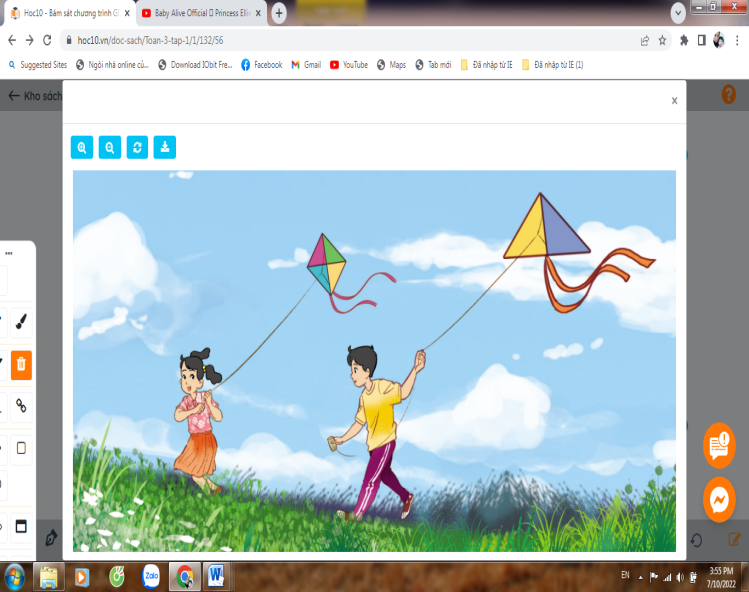 Hoc10 - Bám sát chương trình G
Baby Alive Official
Princess Elli
hoc10.vn/doc-sach/Toan-3-tap-1/1/132/56
Suggested Sites
Ngôi nhà online củ...
Download IObit Fre...
Facebook
Gmail
YouTube
Maps
Tab mới
Đã nhập từ IE
Đã nhập từ IE (1)
Kho sách
x
Zalo
EN
3:55 PM
7/10/2022